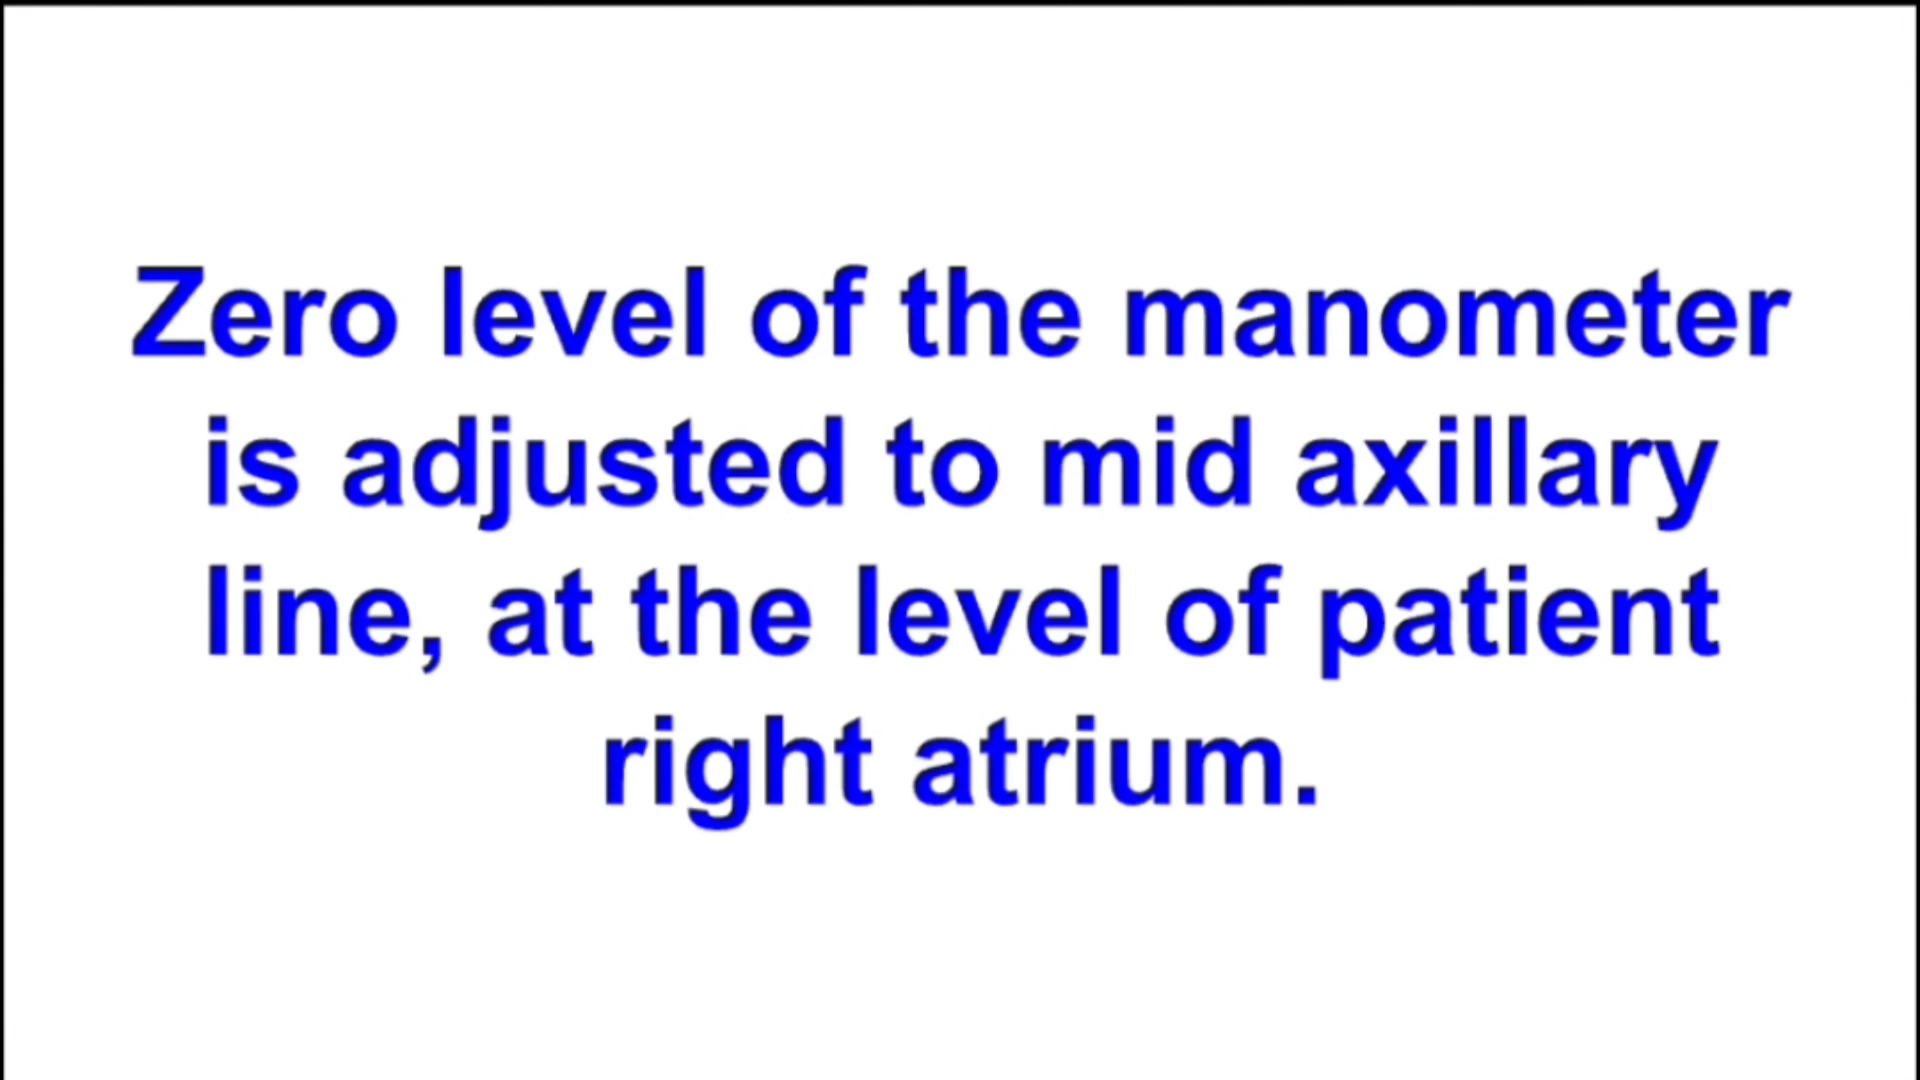 Zero level of the manometer
is adjusted to mid axillary
line, at the level of patient
right atrium.